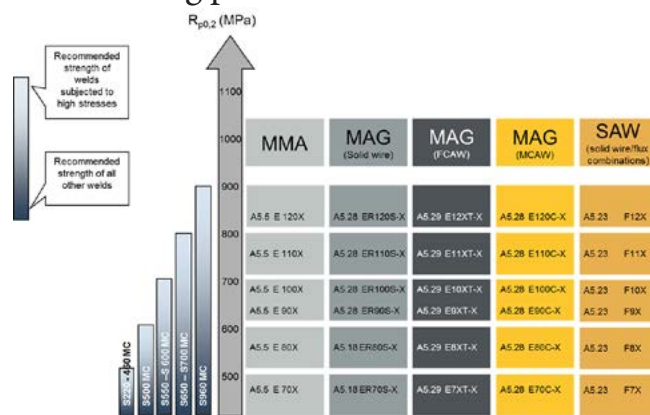 R_p0,2 (MPa)
Recommended
strength of
welds
subjected to
high stresses
Recommended
strength of all
other welds
1100
1000
900
800
700
600
500
S220-460 MC
S500 MC
S550–S 600MC
S650–S700MC
S960MC
MMA
MAG
(Solid wire)
MAG
(FCAW)
MAG
(MCAW)
SAW
(solid wire/flux
combinations)
A5.5 E 120X A5.28 ER120S-X A5.29 E12XT-X A5.28 E120C-X A5.23 F12X
A5.5 E 110X A5.28 ER110S-X A5.29 E11XT-X A5.28 E110C-X A5.23 F11X
A5.5 E 100X A5.28 ER100S-X A5.29 E10XT-X A5.28 E100C-X A5.23 F10X
A5.5 E 90X A5.28 ER90S-X A5.29 E9XT-X A5.28 E90C-X A5.23 F9X
A5.5 E 80X A5.18 ER80S-X A5.29 E8XT-X A5.28 E80C-X A5.23 F8X
A5.5 E 70X A5.18 ER70S-X A5.29 E7XT-X A5.28 E70C-X A5.23 F7X